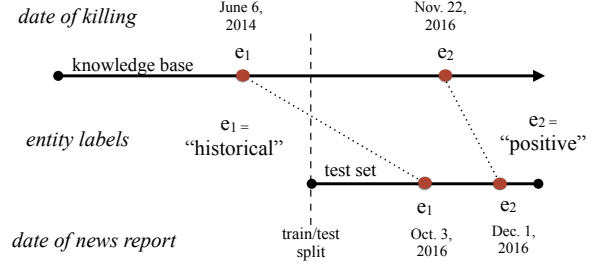 date of killing
June 6,
2014
Nov. 22,
2016
e1
e2
knowledge base
entity labels
e1 =
“historical”
e2 =
“positive”
test set
e1
e2
date of news report
train/test
split
Oct. 3,
2016
Dec. 1,
2016